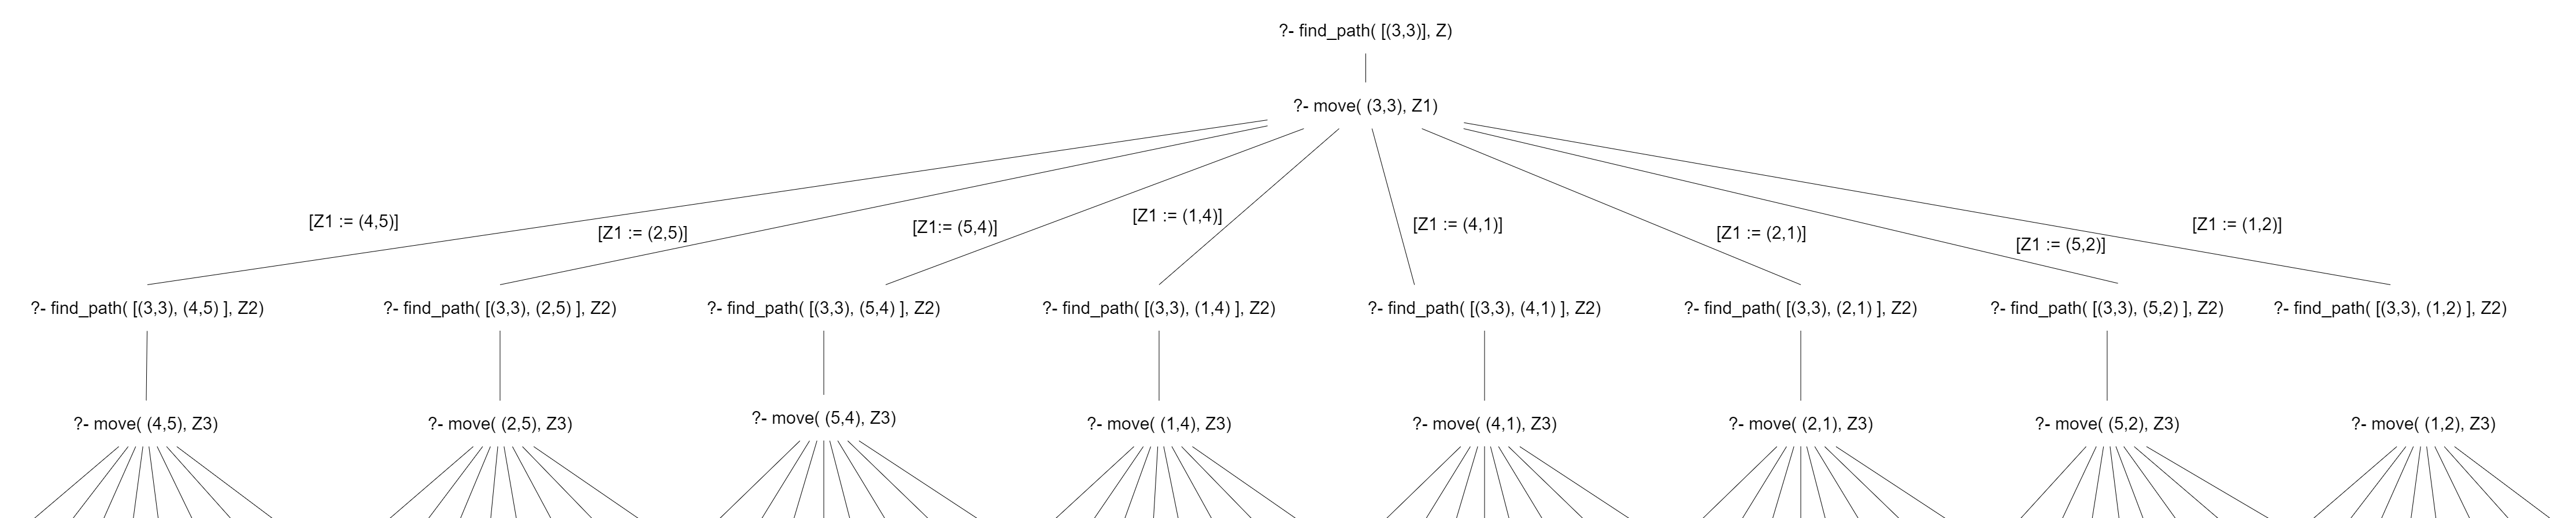 ?- find_path( [(3,3)], Z)
?- move( (3,3), Z1)
[Z1 := (4,5)]
[Z1 := (2,5)]
[Z1:= (5,4)]
[Z1 := (1,4)]
[Z1 := (4,1)]
[Z1 := (2,1)]
[Z1 := (5,2)]
[Z1 := (1,2)]
?- find_path( [(3,3), (4,5) ], Z2)
?- find_path( [(3,3), (2,5) ], Z2)
?- find_path( [(3,3), (5,4) ], Z2)
?- find_path( [(3,3), (1,4) ], Z2)
?- find_path( [(3,3), (4,1) ], Z2)
?- find_path( [(3,3), (2,1) ], Z2)
?- find_path( [(3,3), (5,2) ], Z2)
?- find_path( [(3,3), (1,2) ], Z2)
?- move( (4,5), Z3)
?- move( (2,5), Z3)
?- move( (5,4), Z3)
?- move( (1,4), Z3)
?- move( (4,1), Z3)
?- move( (2,1), Z3)
?- move( (5,2), Z3)
?- move( (1,2), Z3)